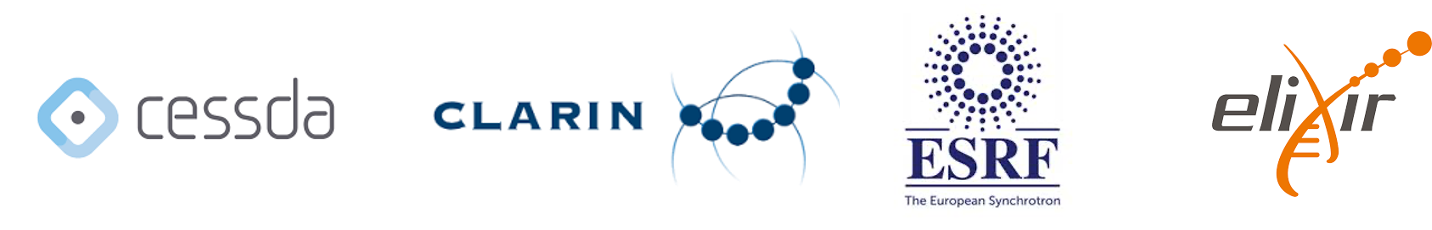 cessda
CLARIN
ESRF
The European Synchrotron
elixir